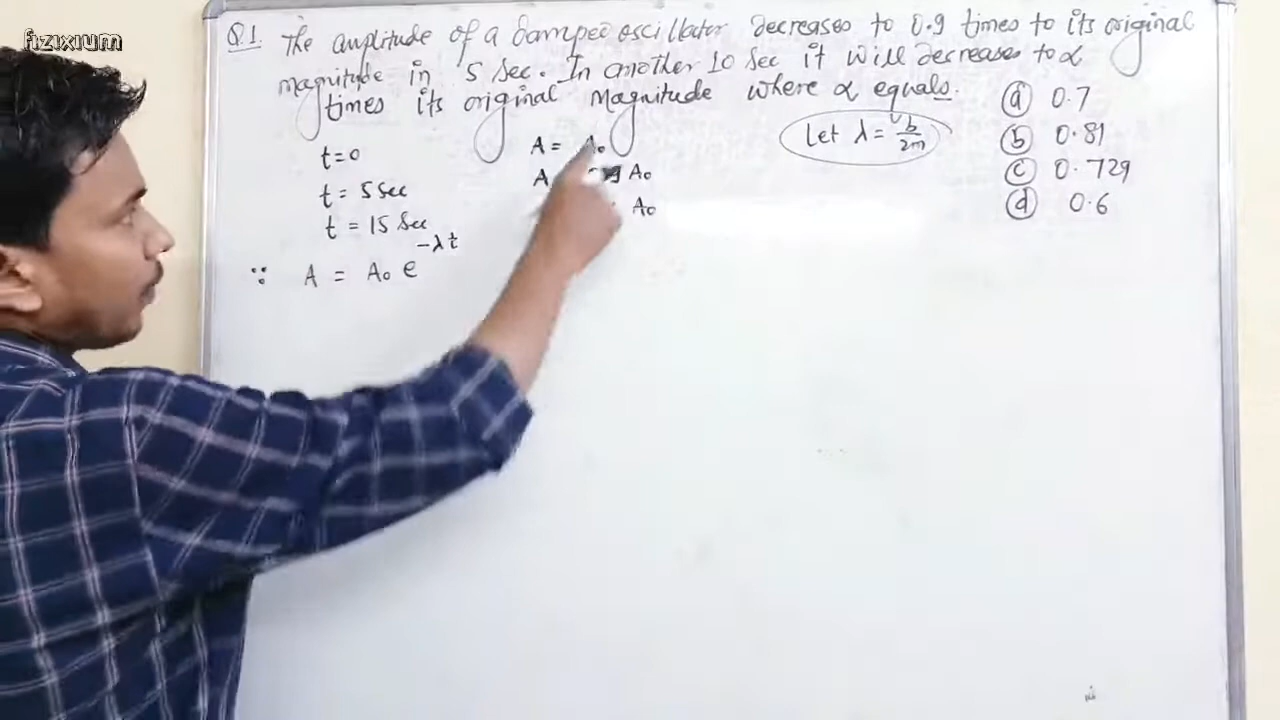 fizixium
Q1. The amplitude of a damped oscillator decreases to 0.9 times to its original
magnitude in 5 sec. In another 10 sec it will decreases to α
times its original magnitude where α equals.
(a) 0.7
(b) 0.81
(c) 0.729
(d) 0.6
Let λ = b/2m
t=0 A = A₀
t = 5 sec A A₀
t = 15 sec A₀
∵ A = A₀ e^(-λt)